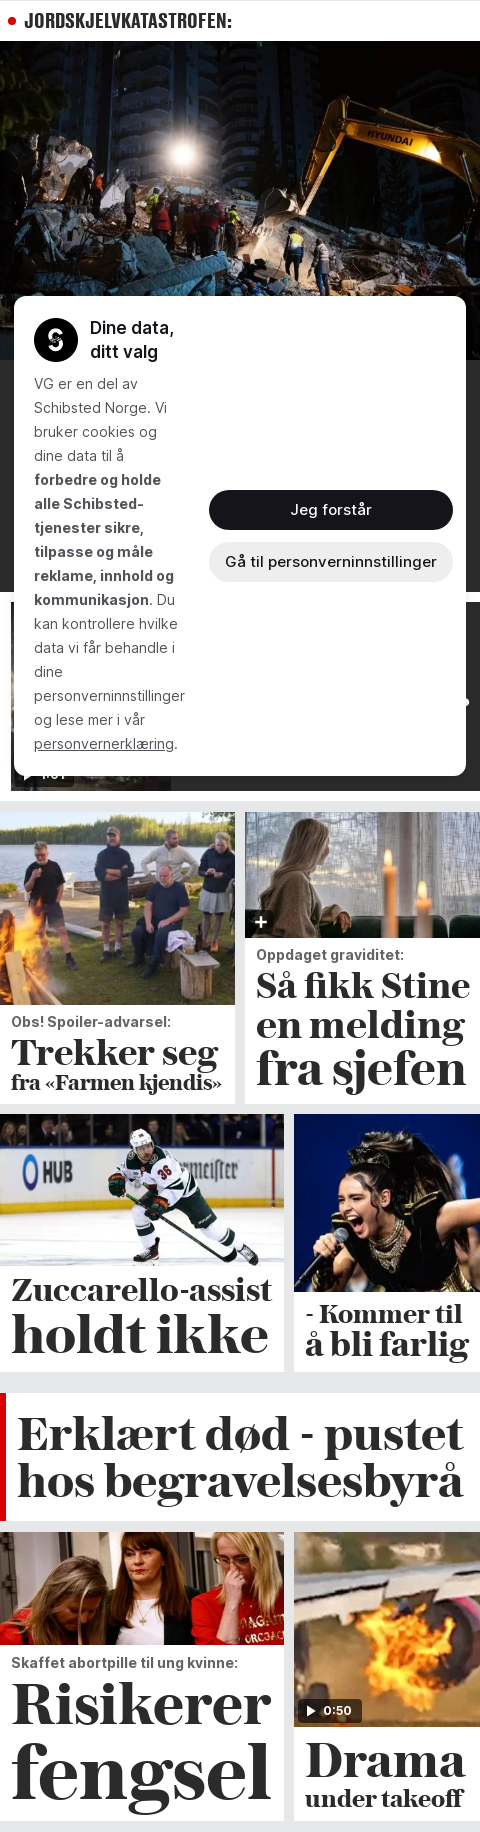 JORDSKJELVKATASTROFEN:
HYUNDAI
Dine data,
ditt valg
VG er en del av
Schibsted Norge. Vi
bruker cookies og
dine data til å
forbedre og holde
alle Schibsted-
tjenester sikre,
tilpasse og måle
reklame, innhold og
kommunikasjon. Du
kan kontrollere hvilke
data vi får behandle i
dine
personverninnstillinger
og lese mer i vår
personvernerklæring.
Jeg forstår
Gå til personverninnstillinger
Obs! Spoiler-advarsel:
Trekker seg
fra «Farmen kjendis»
Oppdaget graviditet:
Så fikk Stine
en melding
fra sjefen
HUB
36
Zuccarello-assist
holdt ikke
- Kommer til
å bli farlig
Erklært død - pustet
hos begravelsesbyrå
Skaffet abortpille til ung kvinne:
Risikerer
fengsel
0:50
Drama
under takeoff